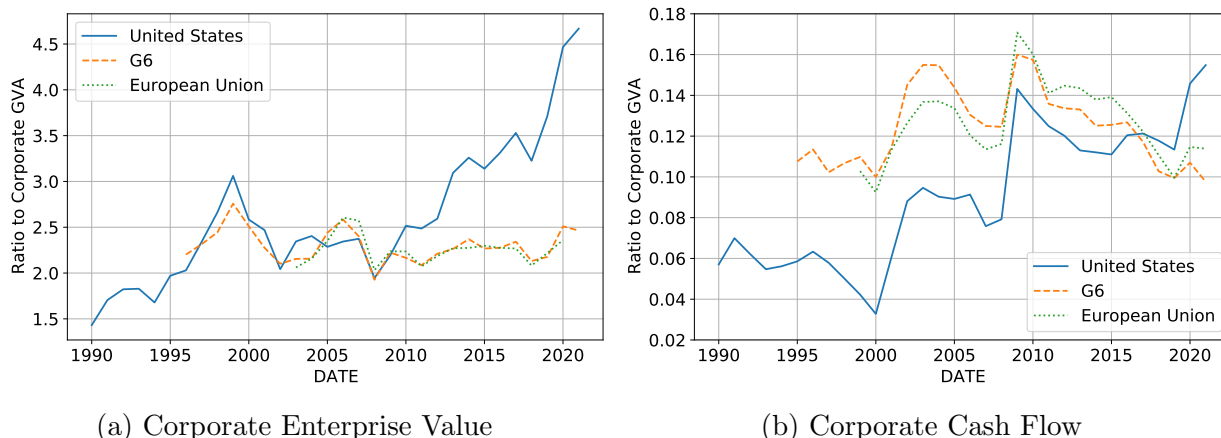 United States
G6
European Union
Ratio to Corporate GVA
4.5
4.0
3.5
3.0
2.5
2.0
1.5
1990
1995
2000
2005
2010
2015
2020
DATE
(a) Corporate Enterprise Value
Ratio to Corporate GVA
0.18
0.16
0.14
0.12
0.10
0.08
0.06
0.04
0.02
United States
G6
European Union
1990
1995
2000
2005
2010
2015
2020
DATE
(b) Corporate Cash Flow